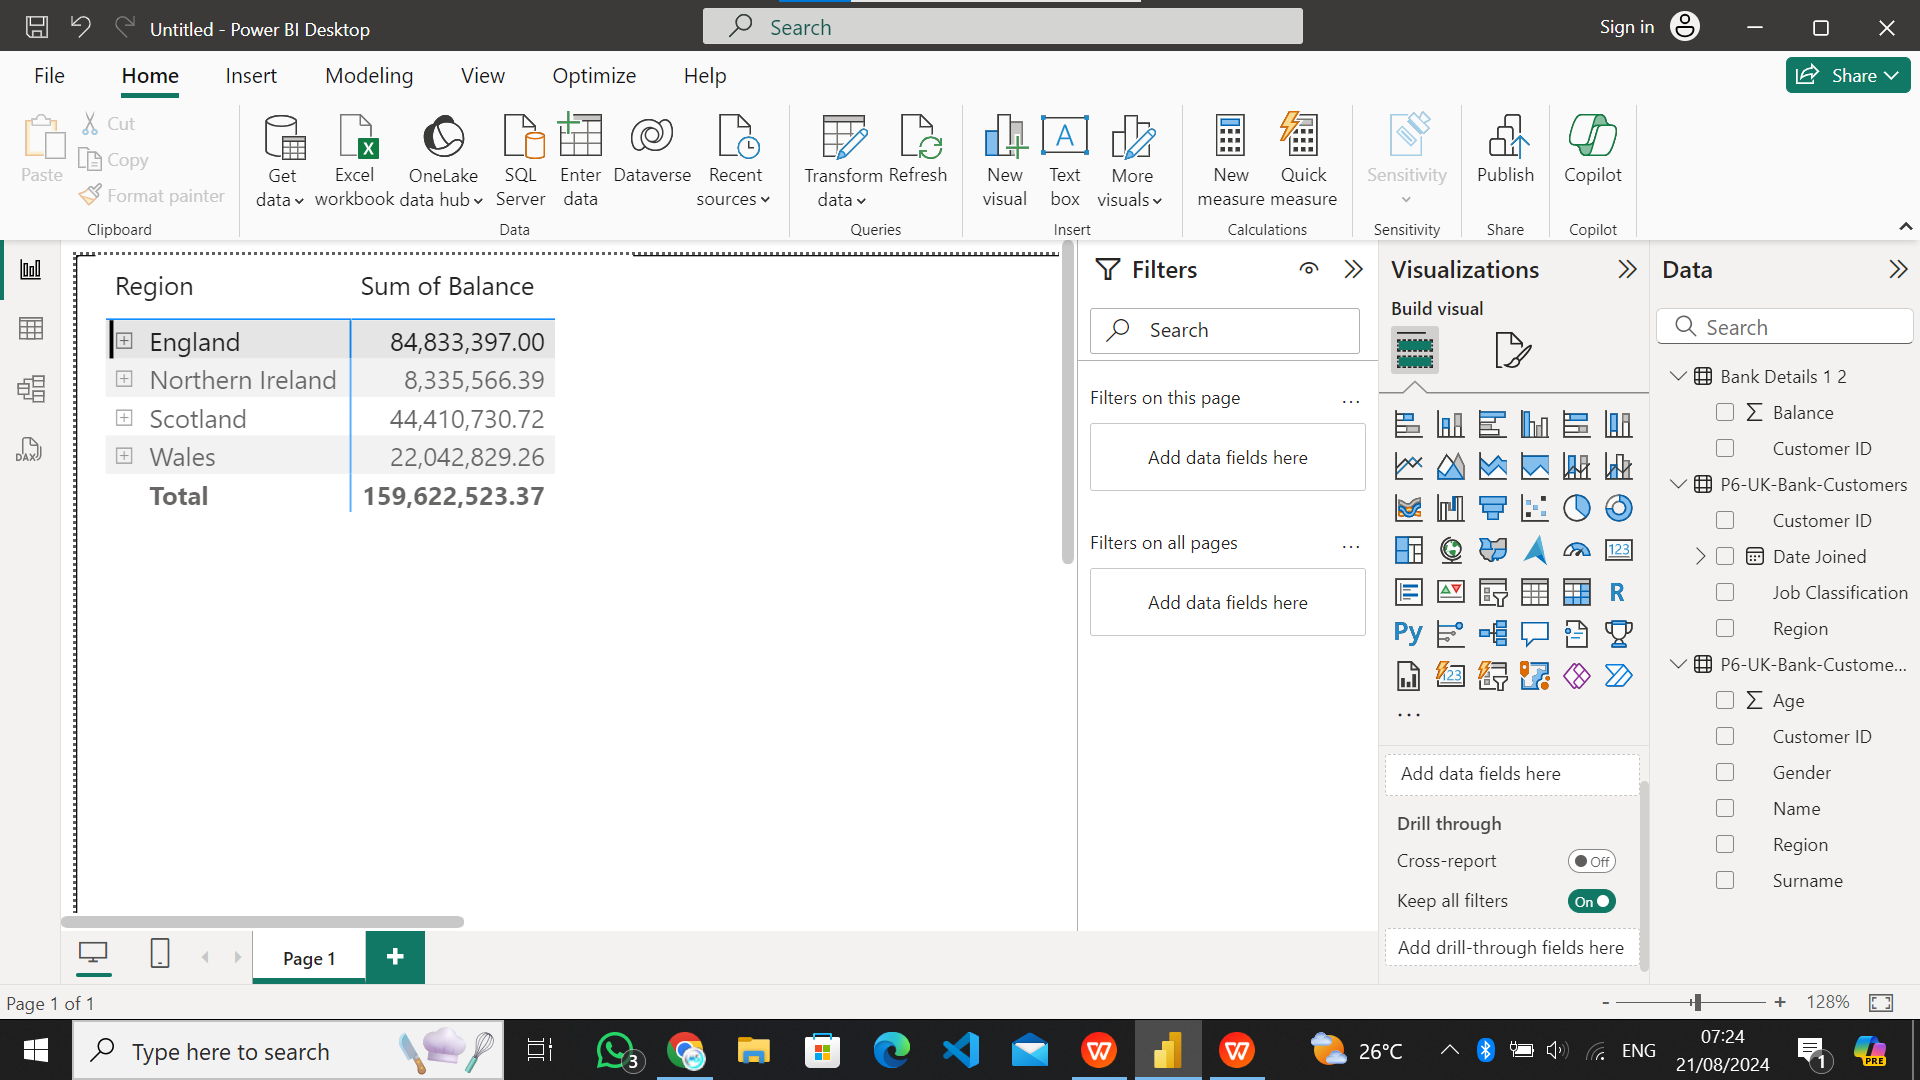 Untitled - Power BI Desktop
Search
Sign in
File
Home
Insert
Modeling
View
Optimize
Help
Share
Paste
Cut
Copy
Format painter
Clipboard
Get data
Excel workbook
OneLake data hub
SQL Server
Enter data
Dataverse
Recent sources
Data
Transform data
Refresh
Queries
New visual
Text box
More visuals
Insert
New measure
Quick measure
Calculations
Sensitivity
Sensitivity
Publish
Share
Copilot
Copilot
Region Sum of Balance
England 84,833,397.00
Northern Ireland 8,335,566.39
Scotland 44,410,730.72
Wales 22,042,829.26
Total 159,622,523.37
Filters
Search
Filters on this page ...
Add data fields here
Filters on all pages ...
Add data fields here
Visualizations
Build visual
123
R
Py
123
...
Add data fields here
Drill through
Cross-report Off
Keep all filters On
Add drill-through fields here
Data
Search
Bank Details 1 2
Σ Balance
Customer ID
P6-UK-Bank-Customers
Customer ID
Date Joined
Job Classification
Region
P6-UK-Bank-Custome...
Σ Age
Customer ID
Gender
Name
Region
Surname
DAX
Page 1
+
Page 1 of 1
- + 128%
Type here to search
3
26°C
ENG
07:24
21/08/2024
1
PRE